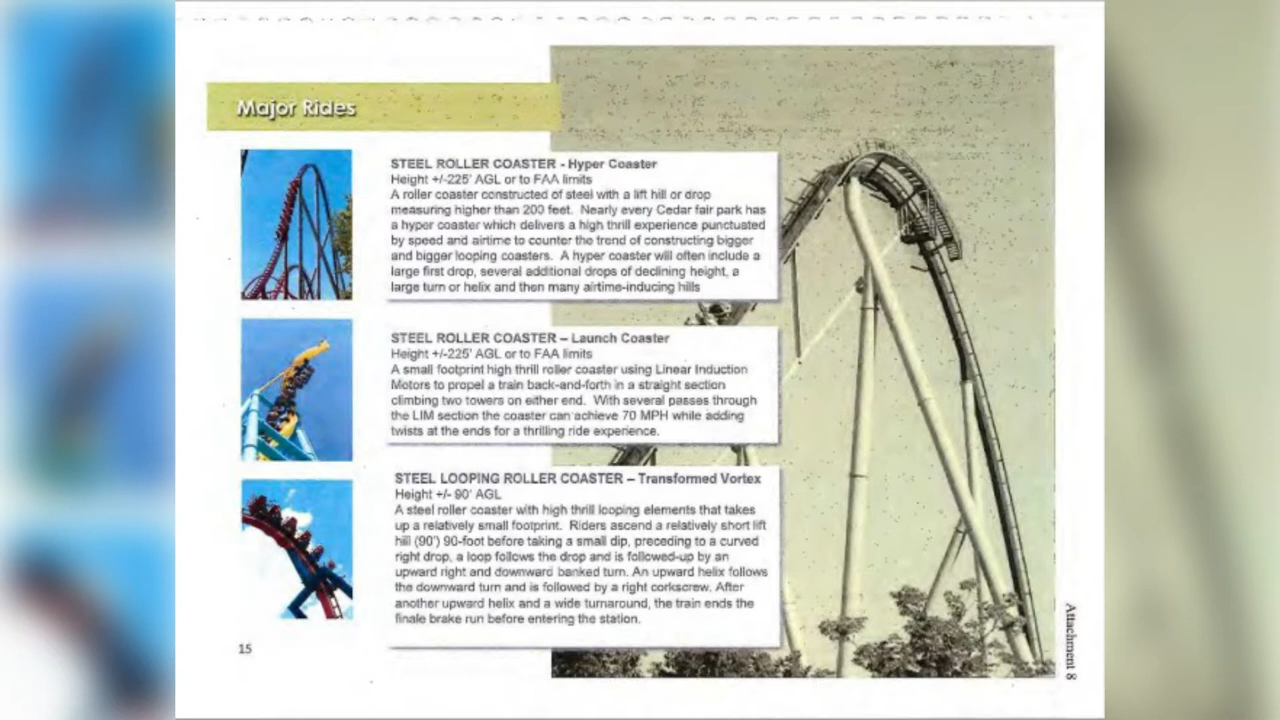 Major Rides
STEEL ROLLER COASTER - Hyper Coaster
Height +/-225' AGL or to FAA limits
A roller coaster constructed of steel with a lift hill or drop
measuring higher than 200 feet. Nearly every Cedar fair park has
a hyper coaster which delivers a high thrill experience punctuated
by speed and airtime to counter the trend of constructing bigger
and bigger looping coasters. A hyper coaster will often include a
large first drop, several additional drops of declining height, a
large turn or helix and then many airtime-inducing hills
STEEL ROLLER COASTER – Launch Coaster
Height +/-225' AGL or to FAA limits
A small footprint high thrill roller coaster using Linear Induction
Motors to propel a train back-and-forth in a straight section
climbing two towers on either end. With several passes through
the LIM section the coaster can achieve 70 MPH while adding
twists at the ends for a thrilling ride experience.
STEEL LOOPING ROLLER COASTER – Transformed Vortex
Height +/- 90' AGL
A steel roller coaster with high thrill looping elements that takes
up a relatively small footprint. Riders ascend a relatively short lift
hill (90') 90-foot before taking a small dip, preceding to a curved
right drop, a loop follows the drop and is followed-up by an
upward right and downward banked turn. An upward helix follows
the downward turn and is followed by a right corkscrew. After
another upward helix and a wide turnaround, the train ends the
finale brake run before entering the station.
15
Attachment 8